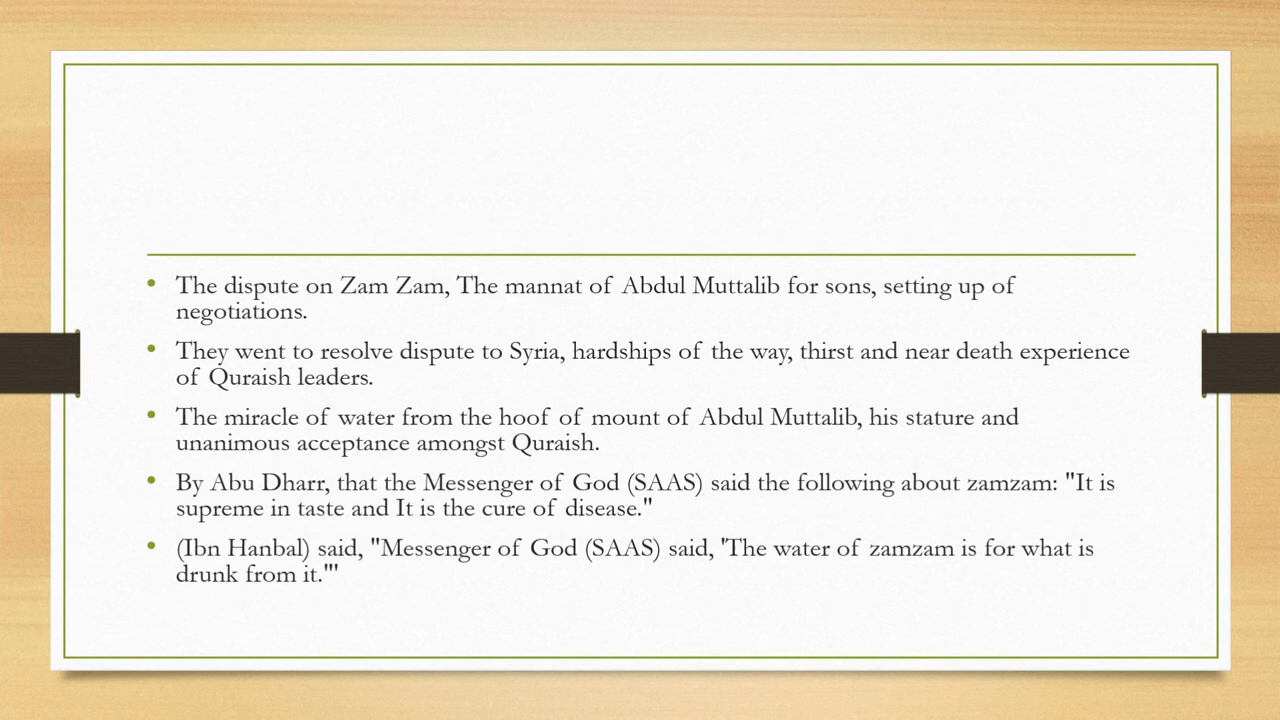 • The dispute on Zam Zam, The mannat of Abdul Muttalib for sons, setting up of
negotiations.
• They went to resolve dispute to Syria, hardships of the way, thirst and near death experience
of Quraish leaders.
• The miracle of water from the hoof of mount of Abdul Muttalib, his stature and
unanimous acceptance amongst Quraish.
• By Abu Dharr, that the Messenger of God (SAAS) said the following about zamzam: "It is
supreme in taste and It is the cure of disease."
• (Ibn Hanbal) said, "Messenger of God (SAAS) said, 'The water of zamzam is for what is
drunk from it.'"